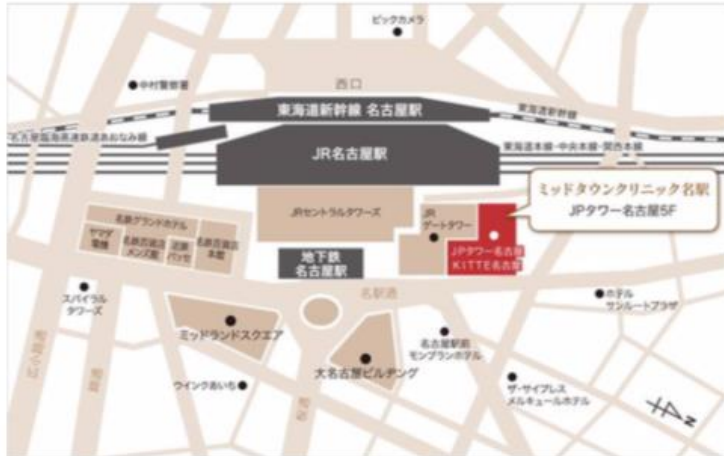 ビックカメラ
西口
中村警察署
東海道新幹線 名古屋駅
東海道新幹線
名古屋臨海高速鉄道あおなみ線
JR名古屋駅
東海道本線・中央本線・関西本線
ミッドタウンクリニック名駅
JPタワー名古屋5F
JRセントラルタワーズ
JR
ゲートタワー
名鉄グランドホテル
ヤマダ
電機
名鉄百貨店
メンズ館
近鉄
パッセ
名鉄百貨店
本館
JPタワー名古屋
KITTE名古屋
地下鉄
名古屋駅
名駅通
スパイラル
タワーズ
ホテル
サンルートプラザ
ミッドランドスクエア
名古屋駅前
モンブランホテル
大名古屋ビルヂング
ウインクあいち
ザ・サイプレス
メルキュールホテル
広小路通
桜通
N